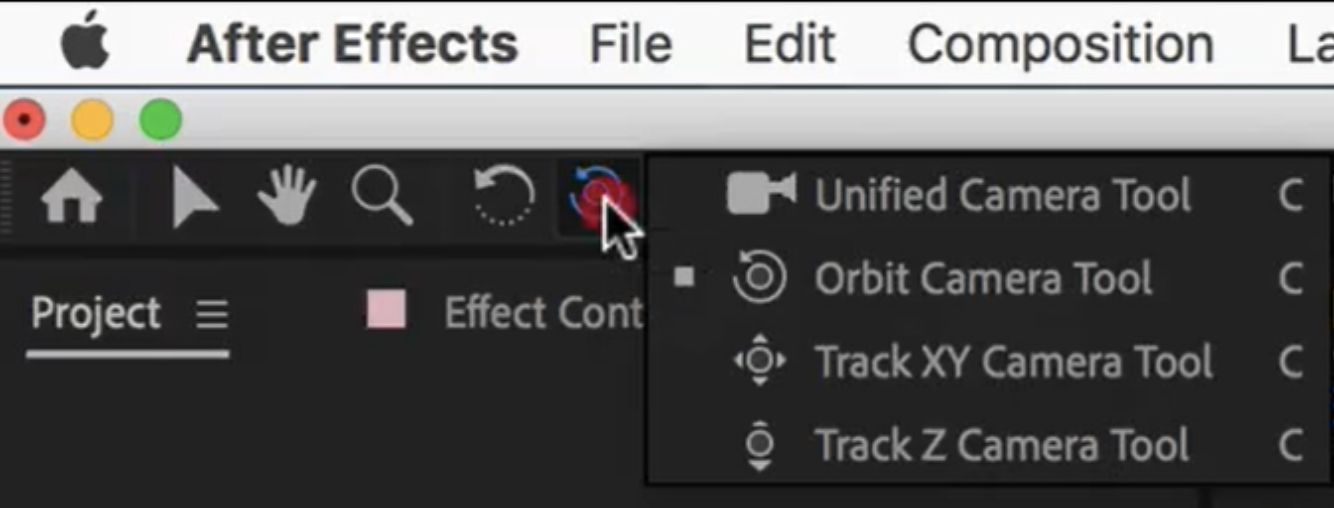 After Effects File Edit Composition La
Unified Camera Tool C
Orbit Camera Tool C
Project Effect Cont
Track XY Camera Tool C
Track Z Camera Tool C